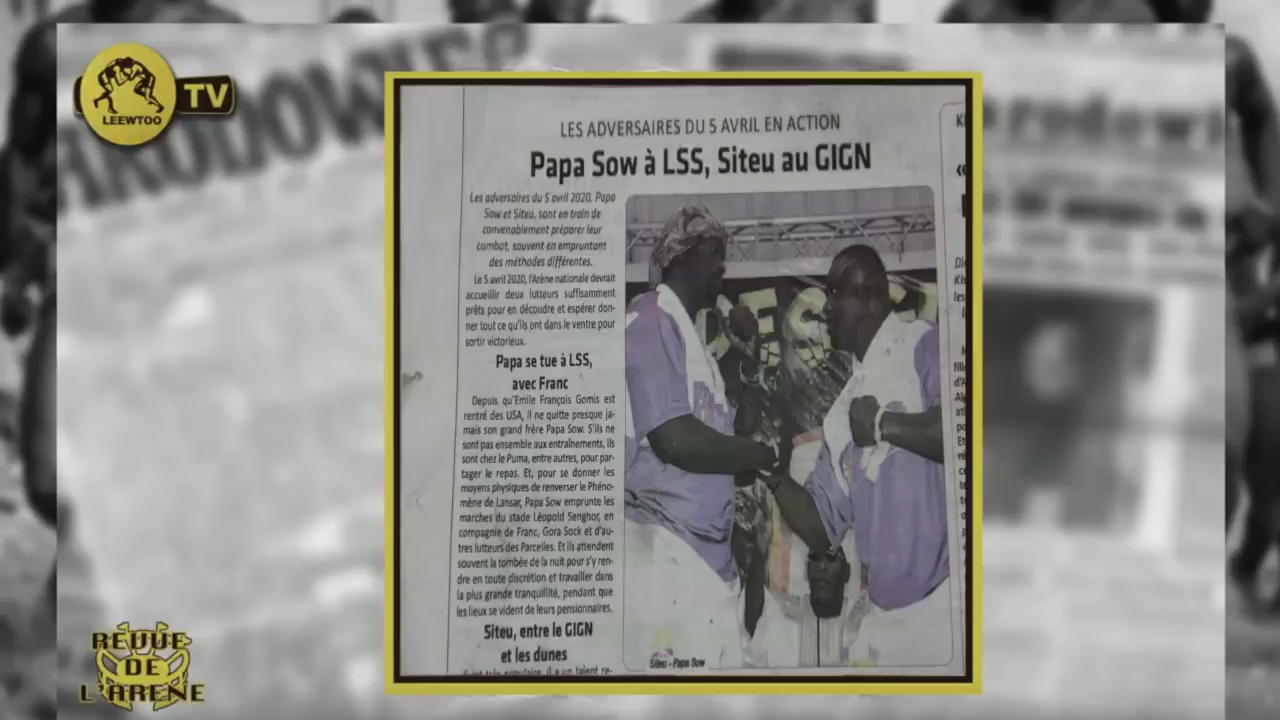 LEEWTOO
TV
LES ADVERSAIRES DU 5 AVRIL EN ACTION
Papa Sow à LSS, Siteu au GIGN
Les adversaires du 5 avril 2020, Papa
Sow et Siteu, sont en train de
convenablement préparer leur
combat, souvent en empruntant
des méthodes différentes.
Le 5 avril 2020, l'Arène nationale devrait
accueillir deux lutteurs suffisamment
prêts pour en découdre et espérer don-
ner tout ce qu'ils ont dans le ventre pour
sortir victorieux.
Papa se tue à LSS,
avec Franc
Depuis qu'Emile François Gomis est
rentré des USA, il ne quitte presque ja-
mais son grand frère Papa Sow. S'ils ne
sont pas ensemble aux entraînements, ils
sont chez le Puma, entre autres, pour par-
tager le repas. Et, pour se donner les
moyens physiques de renverser le Phéno-
mène de Lansar, Papa Sow emprunte les
marches du stade Léopold Senghor, en
compagnie de Franc, Gora Sock et d'au-
tres lutteurs des Parcelles. Et ils attendent
souvent la tombée de la nuit pour s'y ren-
dre en toute discrétion et travailler dans
la plus grande tranquillité, pendant que
les lieux se vident de leurs pensionnaires.
Siteu, entre le GIGN
et les dunes
Siteu - Papa Sow
REVUE
DE
L'ARENE